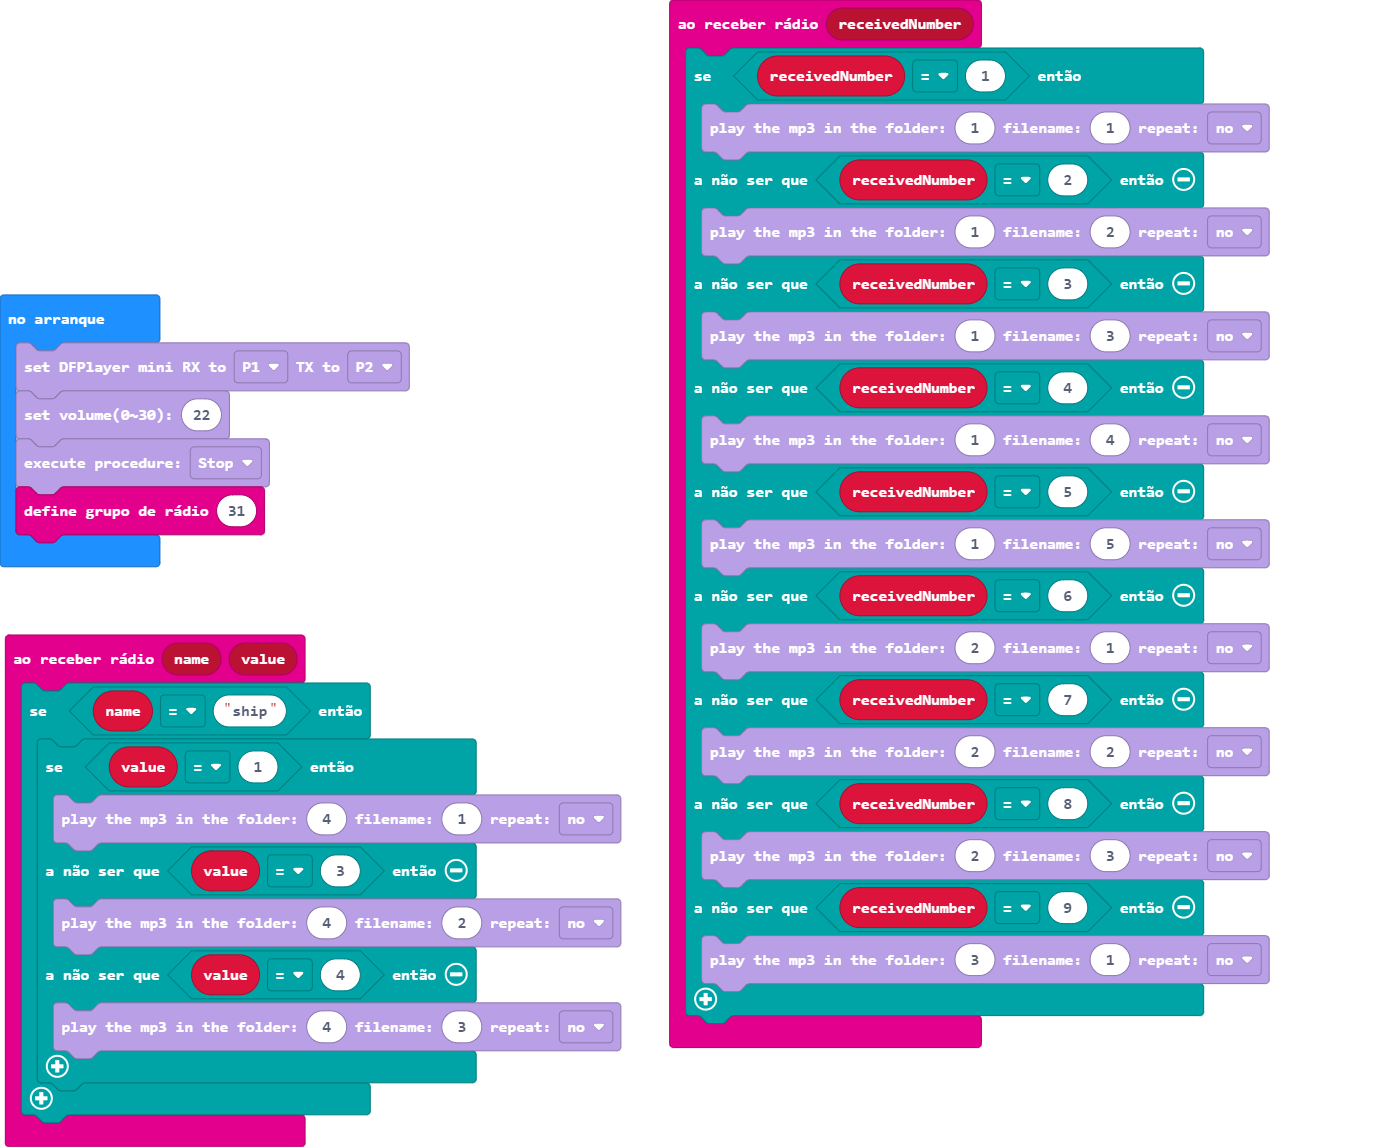 no arranque
set DFPlayer mini RX to P1 TX to P2
set volume(0~30): 22
execute procedure: Stop
define grupo de rádio 31
ao receber rádio name value
se name = "ship" então
se value = 1 então
play the mp3 in the folder: 4 filename: 1 repeat: no
a não ser que value = 3 então
play the mp3 in the folder: 4 filename: 2 repeat: no
a não ser que value = 4 então
play the mp3 in the folder: 4 filename: 3 repeat: no
ao receber rádio receivedNumber
se receivedNumber = 1 então
play the mp3 in the folder: 1 filename: 1 repeat: no
a não ser que receivedNumber = 2 então
play the mp3 in the folder: 1 filename: 2 repeat: no
a não ser que receivedNumber = 3 então
play the mp3 in the folder: 1 filename: 3 repeat: no
a não ser que receivedNumber = 4 então
play the mp3 in the folder: 1 filename: 4 repeat: no
a não ser que receivedNumber = 5 então
play the mp3 in the folder: 1 filename: 5 repeat: no
a não ser que receivedNumber = 6 então
play the mp3 in the folder: 2 filename: 1 repeat: no
a não ser que receivedNumber = 7 então
play the mp3 in the folder: 2 filename: 2 repeat: no
a não ser que receivedNumber = 8 então
play the mp3 in the folder: 2 filename: 3 repeat: no
a não ser que receivedNumber = 9 então
play the mp3 in the folder: 3 filename: 1 repeat: no